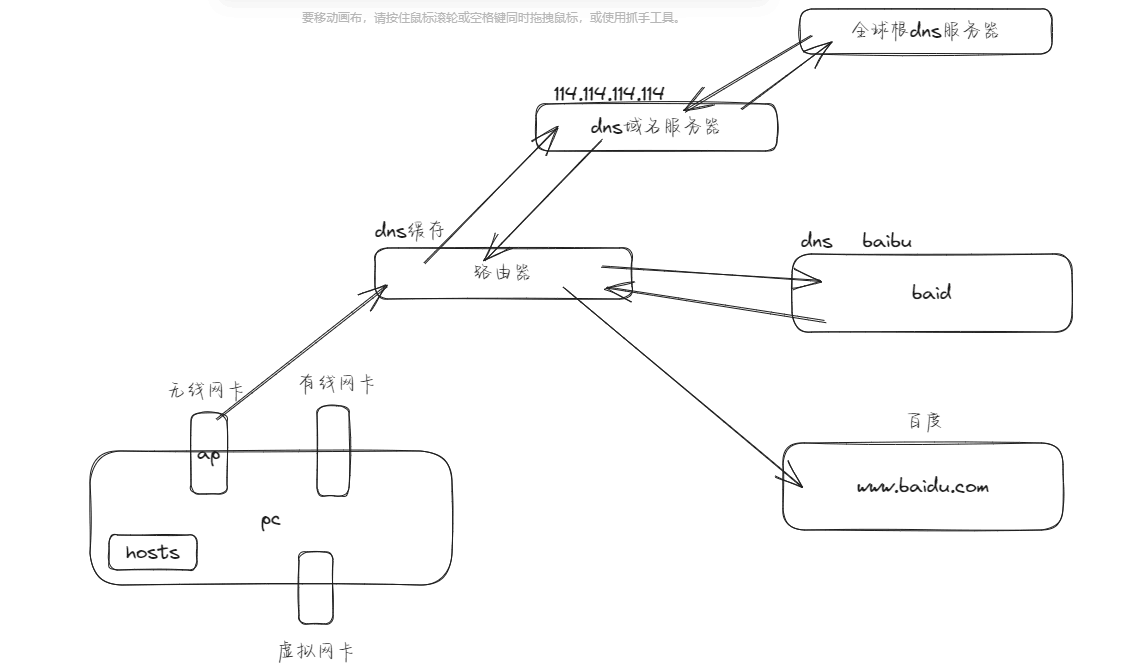 要移动画布，请按住鼠标滚轮或空格键同时拖拽鼠标，或使用抓手工具。
全球根dns服务器
114.114.114.114
dns域名服务器
dns缓存
路由器
dns baibu
baid
无线网卡
有线网卡
ap
pc
hosts
虚拟网卡
百度
www.baidu.com